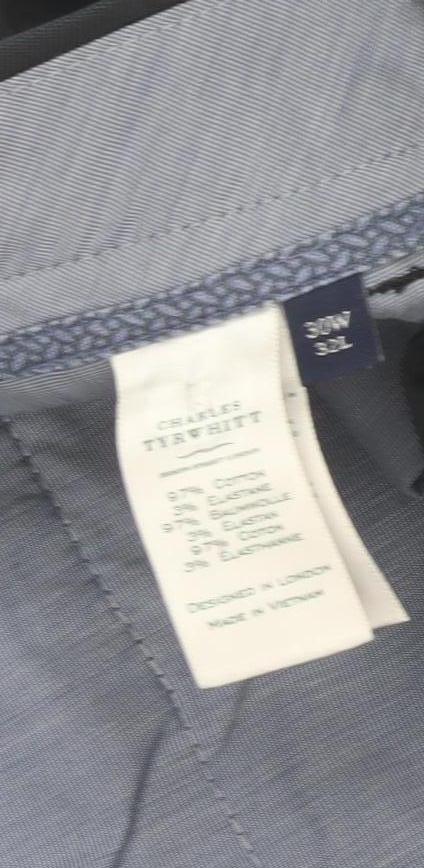 30W
32L
CHARLES
TYRWHITT
97% COTTON
3% ELASTANE
97% BAUMWOLLE
3% ELASTAN
97% COTON
3% ÉLASTHANNE
DESIGNED IN LONDON
MADE IN VIETNAM